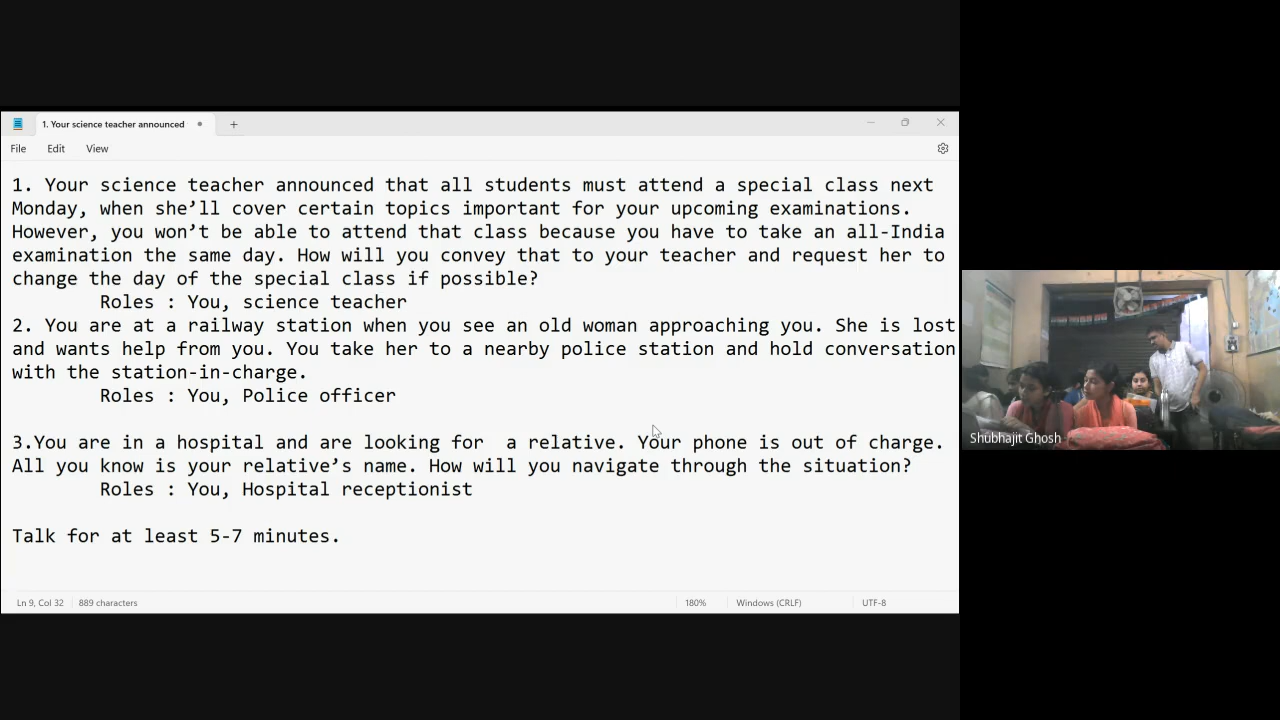 1. Your science teacher announced
File Edit View
1. Your science teacher announced that all students must attend a special class next
Monday, when she’ll cover certain topics important for your upcoming examinations.
However, you won’t be able to attend that class because you have to take an all-India
examination the same day. How will you convey that to your teacher and request her to
change the day of the special class if possible?
Roles : You, science teacher
2. You are at a railway station when you see an old woman approaching you. She is lost
and wants help from you. You take her to a nearby police station and hold conversation
with the station-in-charge.
Roles : You, Police officer
3.You are in a hospital and are looking for  a relative. Your phone is out of charge.
All you know is your relative’s name. How will you navigate through the situation?
Roles : You, Hospital receptionist
Talk for at least 5-7 minutes.
Ln 9, Col 32 889 characters 180% Windows (CRLF) UTF-8
Shubhajit Ghosh